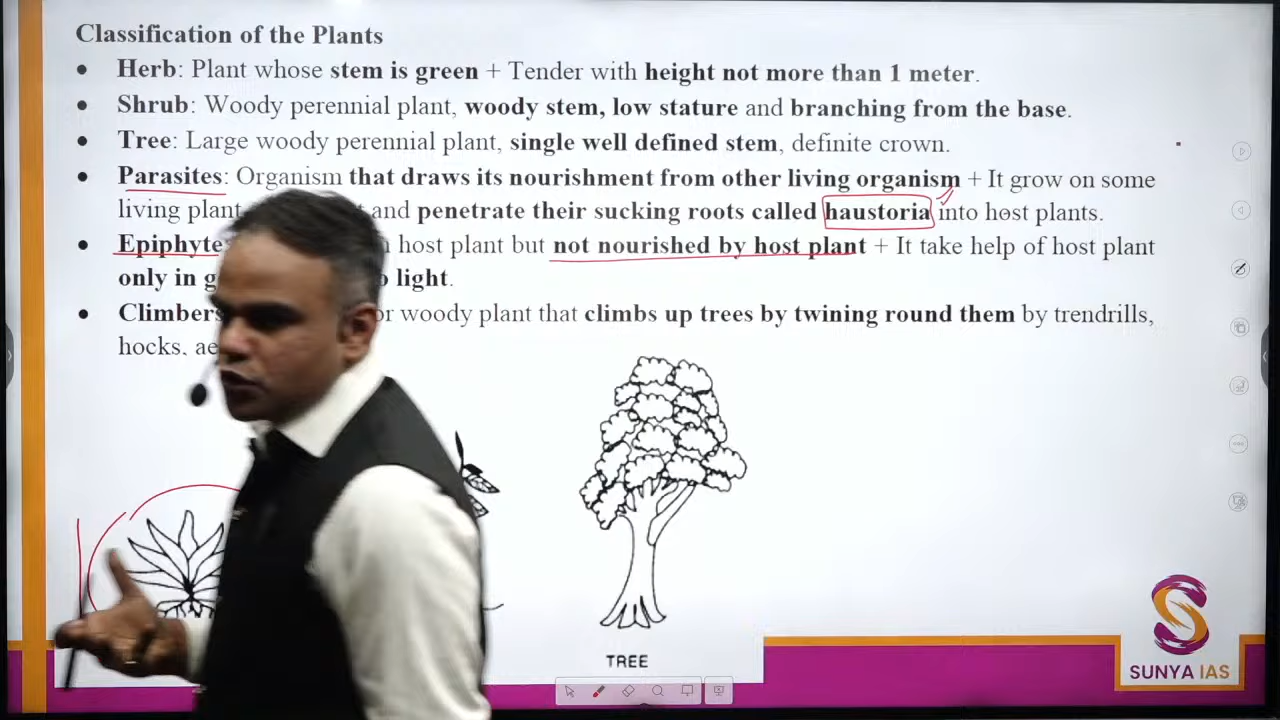 Classification of the Plants
• Herb: Plant whose stem is green + Tender with height not more than 1 meter.
• Shrub: Woody perennial plant, woody stem, low stature and branching from the base.
• Tree: Large woody perennial plant, single well defined stem, definite crown.
• Parasites: Organism that draws its nourishment from other living organism + It grow on some
living plant and penetrate their sucking roots called haustoria into host plants.
• Epiphyte host plant but not nourished by host plant + It take help of host plant
only in light.
• Climbers or woody plant that climbs up trees by twining round them by trendrills,
hocks, ae
TREE
SUNYA IAS